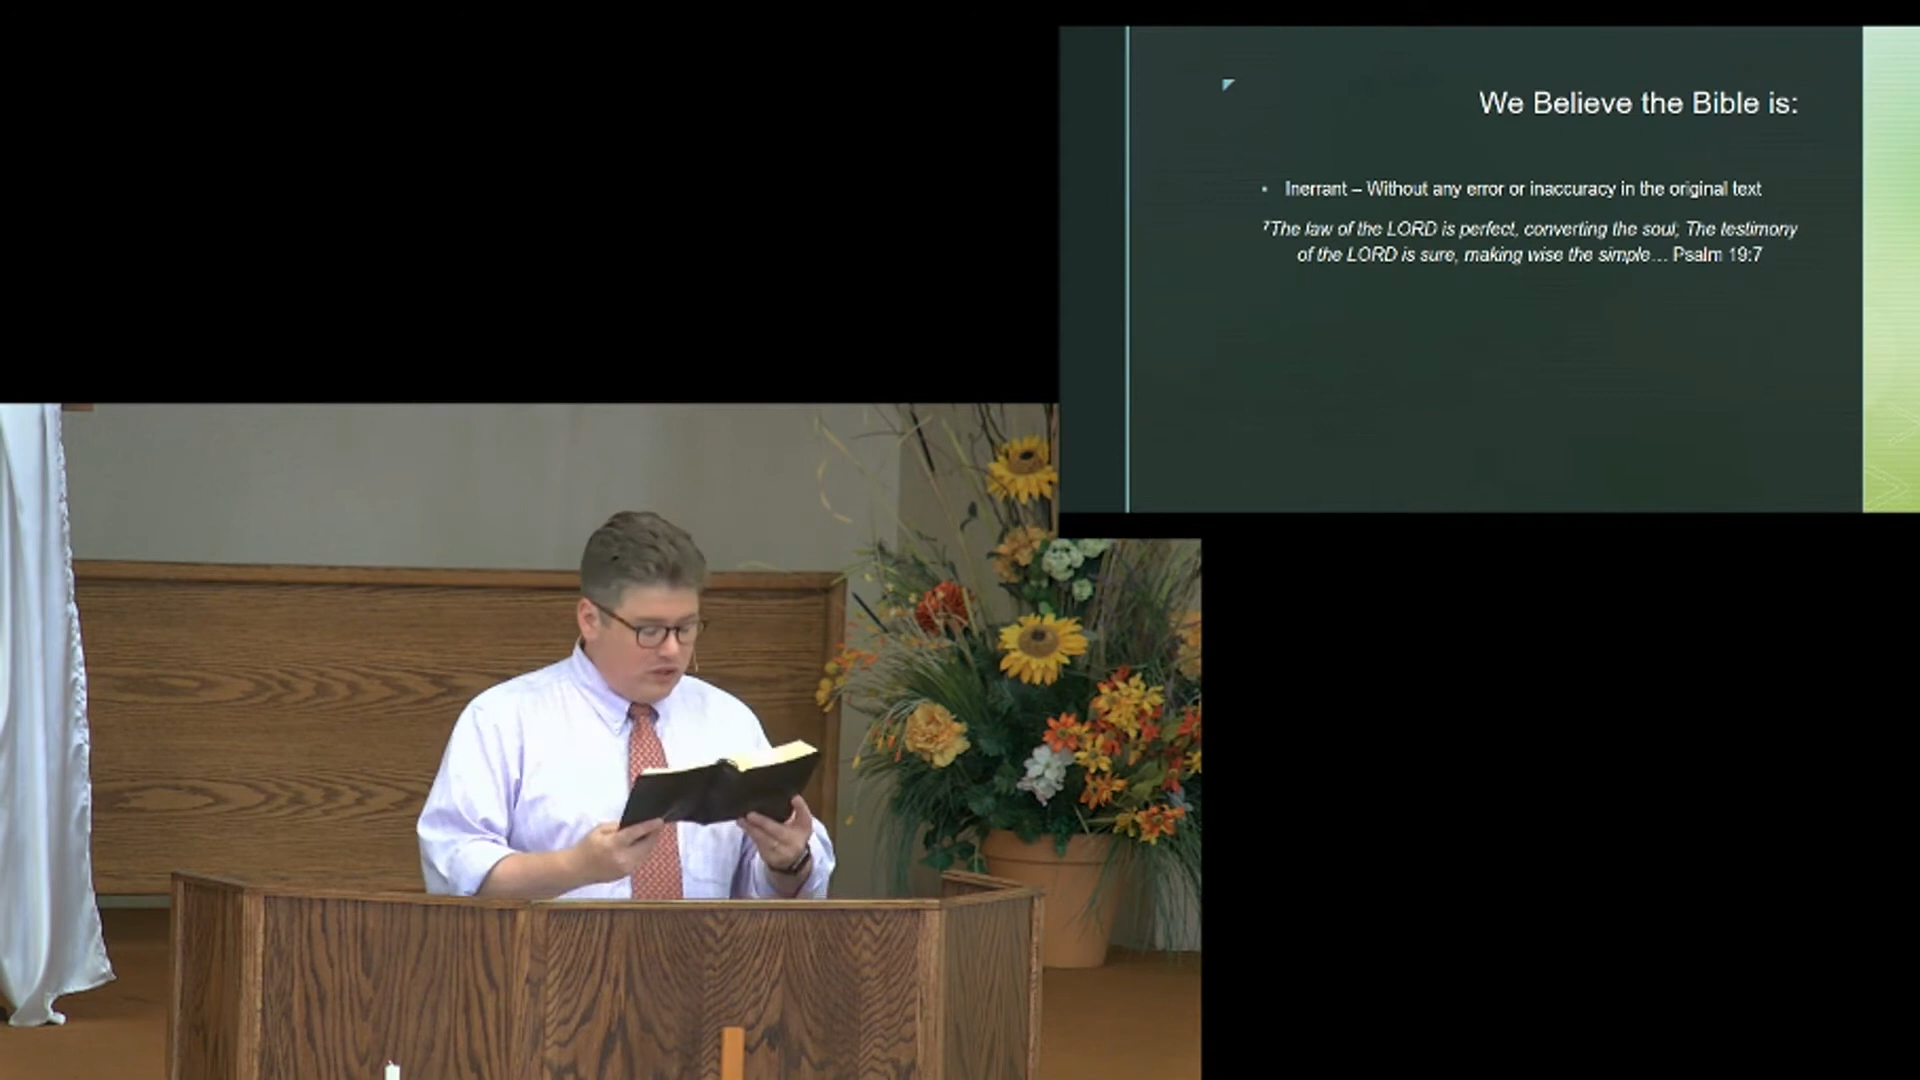 We Believe the Bible is:
▪ Inerrant – Without any error or inaccuracy in the original text
⁷The law of the LORD is perfect, converting the soul; The testimony
of the LORD is sure, making wise the simple… Psalm 19:7